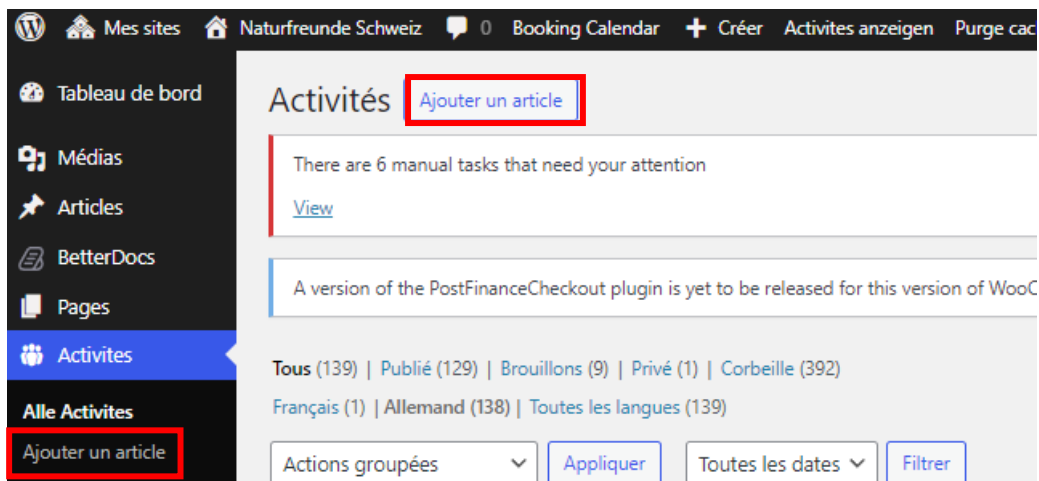 Mes sites Naturfreunde Schweiz 0 Booking Calendar + Créer Activites anzeigen Purge cac
Tableau de bord
Médias
Articles
BetterDocs
Pages
Activites
Alle Activites
Ajouter un article
Activités Ajouter un article
There are 6 manual tasks that need your attention
View
A version of the PostFinanceCheckout plugin is yet to be released for this version of WooC
Tous (139) | Publié (129) | Brouillons (9) | Privé (1) | Corbeille (392)
Français (1) | Allemand (138) | Toutes les langues (139)
Actions groupées Appliquer Toutes les dates Filtrer